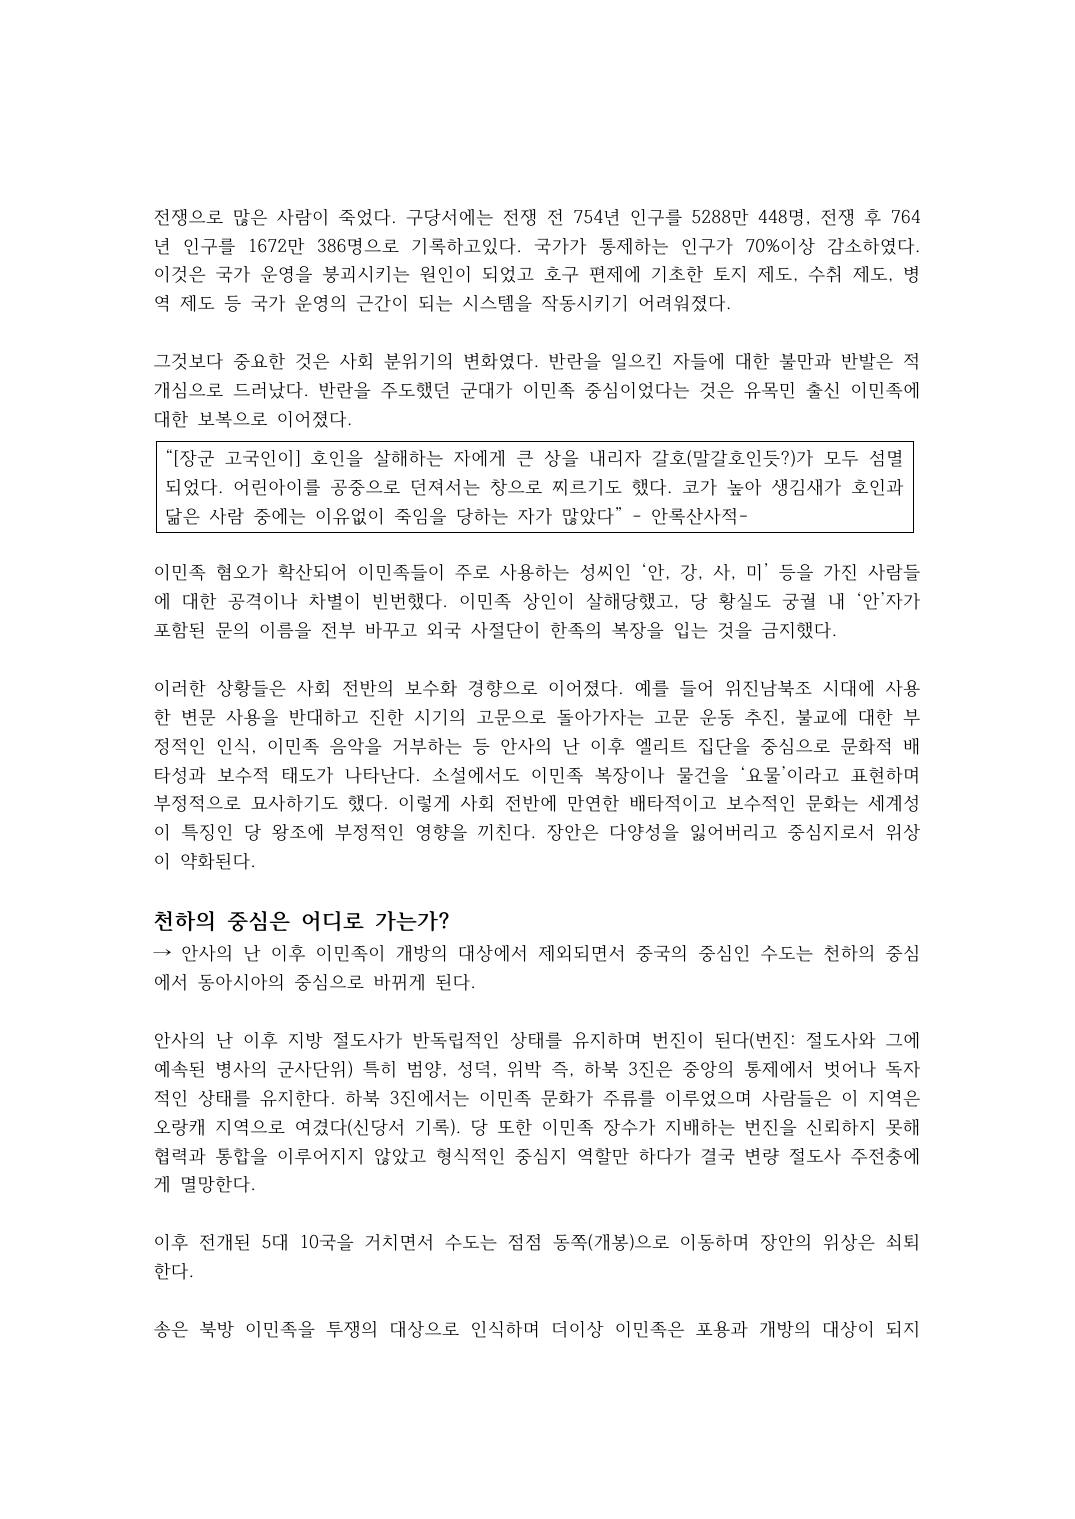 전쟁으로 많은 사람이 죽었다. 구당서에는 전쟁 전 754년 인구를 5288만 448명, 전쟁 후 764
년 인구를 1672만 386명으로 기록하고있다. 국가가 통제하는 인구가 70%이상 감소하였다.
이것은 국가 운영을 붕괴시키는 원인이 되었고 호구 편제에 기초한 토지 제도, 수취 제도, 병
역 제도 등 국가 운영의 근간이 되는 시스템을 작동시키기 어려워졌다.
그것보다 중요한 것은 사회 분위기의 변화였다. 반란을 일으킨 자들에 대한 불만과 반발은 적
개심으로 드러났다. 반란을 주도했던 군대가 이민족 중심이었다는 것은 유목민 출신 이민족에
대한 보복으로 이어졌다.
“[장군 고국인이] 호인을 살해하는 자에게 큰 상을 내리자 갈호(말갈호인듯?)가 모두 섬멸
되었다. 어린아이를 공중으로 던져서는 창으로 찌르기도 했다. 코가 높아 생김새가 호인과
닮은 사람 중에는 이유없이 죽임을 당하는 자가 많았다” - 안록산사적-
이민족 혐오가 확산되어 이민족들이 주로 사용하는 성씨인 ‘안, 강, 사, 미’ 등을 가진 사람들
에 대한 공격이나 차별이 빈번했다. 이민족 상인이 살해당했고, 당 황실도 궁궐 내 ‘안’자가
포함된 문의 이름을 전부 바꾸고 외국 사절단이 한족의 복장을 입는 것을 금지했다.
이러한 상황들은 사회 전반의 보수화 경향으로 이어졌다. 예를 들어 위진남북조 시대에 사용
한 변문 사용을 반대하고 진한 시기의 고문으로 돌아가자는 고문 운동 추진, 불교에 대한 부
정적인 인식, 이민족 음악을 거부하는 등 안사의 난 이후 엘리트 집단을 중심으로 문화적 배
타성과 보수적 태도가 나타난다. 소설에서도 이민족 복장이나 물건을 ‘요물’이라고 표현하며
부정적으로 묘사하기도 했다. 이렇게 사회 전반에 만연한 배타적이고 보수적인 문화는 세계성
이 특징인 당 왕조에 부정적인 영향을 끼친다. 장안은 다양성을 잃어버리고 중심지로서 위상
이 약화된다.
천하의 중심은 어디로 가는가?
→ 안사의 난 이후 이민족이 개방의 대상에서 제외되면서 중국의 중심인 수도는 천하의 중심
에서 동아시아의 중심으로 바뀌게 된다.
안사의 난 이후 지방 절도사가 반독립적인 상태를 유지하며 번진이 된다(번진: 절도사와 그에
예속된 병사의 군사단위) 특히 범양, 성덕, 위박 즉, 하북 3진은 중앙의 통제에서 벗어나 독자
적인 상태를 유지한다. 하북 3진에서는 이민족 문화가 주류를 이루었으며 사람들은 이 지역은
오랑캐 지역으로 여겼다(신당서 기록). 당 또한 이민족 장수가 지배하는 번진을 신뢰하지 못해
협력과 통합을 이루어지지 않았고 형식적인 중심지 역할만 하다가 결국 변량 절도사 주전충에
게 멸망한다.
이후 전개된 5대 10국을 거치면서 수도는 점점 동쪽(개봉)으로 이동하며 장안의 위상은 쇠퇴
한다.
송은 북방 이민족을 투쟁의 대상으로 인식하며 더이상 이민족은 포용과 개방의 대상이 되지